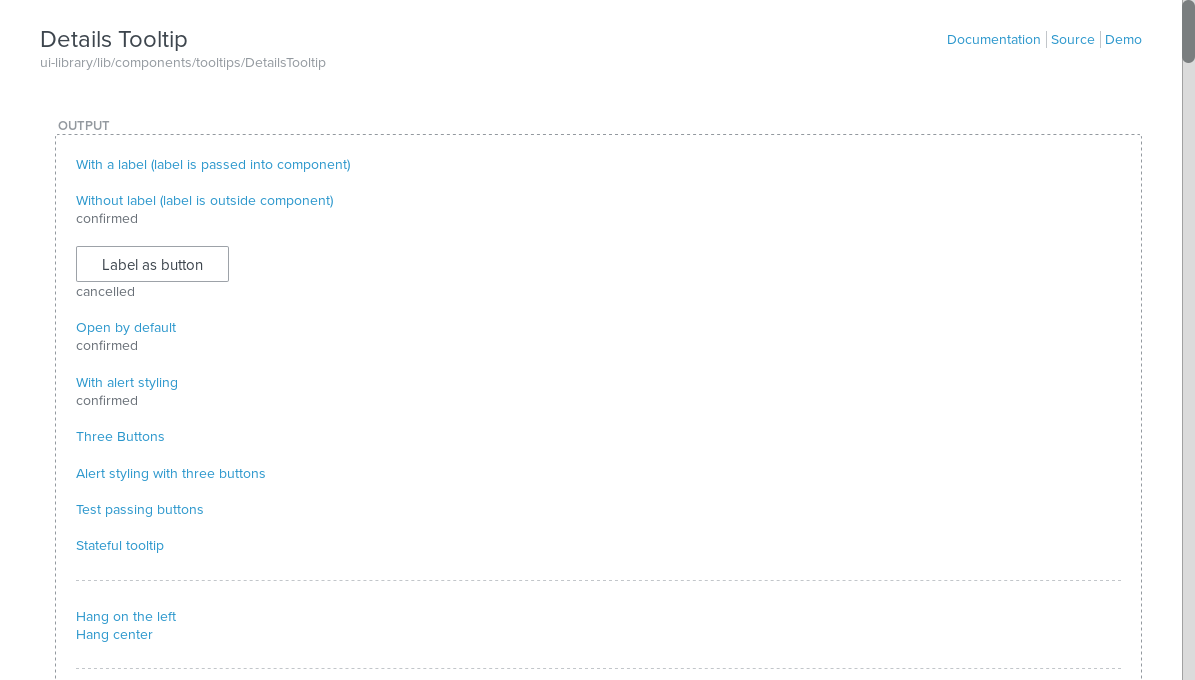 Details Tooltip
Documentation Source Demo
ui-library/lib/components/tooltips/DetailsTooltip
OUTPUT
With a label (label is passed into component)
Without label (label is outside component)
confirmed
Label as button
cancelled
Open by default
confirmed
With alert styling
confirmed
Three Buttons
Alert styling with three buttons
Test passing buttons
Stateful tooltip
Hang on the left
Hang center